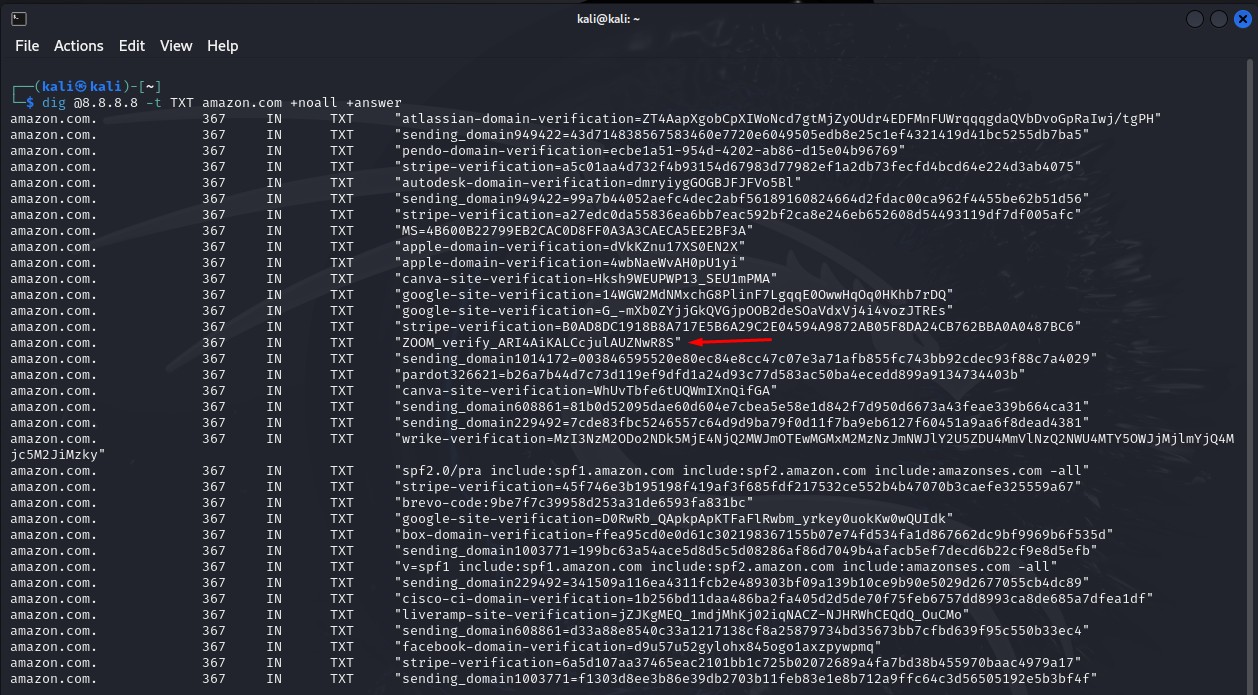 kali@kali: ~
File Actions Edit View Help
┌──(kali㉿kali)-[~]
└─$ dig @8.8.8.8 -t TXT amazon.com +noall +answer
amazon.com. 367 IN TXT "atlassian-domain-verification=ZT4AapXgobCpXIWoNcd7gtMjZyOUdr4EDFMnFUWrqqqgdaQVbDvoGpRaIwj/tgPH"
amazon.com. 367 IN TXT "sending_domain949422=43d714838567583460e7720e6049505edb8e25c1ef4321419d41bc5255db7ba5"
amazon.com. 367 IN TXT "pendo-domain-verification=ecbe1a51-954d-4202-ab86-d15e04b96769"
amazon.com. 367 IN TXT "stripe-verification=a5c01aa4d732f4b93154d67983d77982ef1a2db73fecfd4bcd64e224d3ab4075"
amazon.com. 367 IN TXT "autodesk-domain-verification=dmryiygGOGBJFJFVo5Bl"
amazon.com. 367 IN TXT "sending_domain949422=99a7b44052aefc4dec2abf56189160824664d2fdac00ca962f4455be62b51d56"
amazon.com. 367 IN TXT "stripe-verification=a27edc0da55836ea6bb7eac592bf2ca8e246eb652608d54493119df7df005afc"
amazon.com. 367 IN TXT "MS=4B600B22799EB2CAC0D8FF0A3A3CAECA5EE2BF3A"
amazon.com. 367 IN TXT "apple-domain-verification=dVkKZnu17XS0EN2X"
amazon.com. 367 IN TXT "apple-domain-verification=4wbNaeWvAH0pU1yi"
amazon.com. 367 IN TXT "canva-site-verification=Hksh9WEUPWP13_SEU1mPMA"
amazon.com. 367 IN TXT "google-site-verification=14WGW2MdNMxchG8PlinF7LgqqE0OwwHqOq0HKhb7rDQ"
amazon.com. 367 IN TXT "google-site-verification=G_-mXb0ZYjjGkQVGjpOOB2deSOaVdxVj4i4vozJTREs"
amazon.com. 367 IN TXT "stripe-verification=B0AD8DC1918B8A717E5B6A29C2E04594A9872AB05F8DA24CB762BBA0A0487BC6"
amazon.com. 367 IN TXT "ZOOM_verify_ARI4AiKALCcjulAUZNwR8S"
amazon.com. 367 IN TXT "sending_domain1014172=003846595520e80ec84e8cc47c07e3a71afb855fc743bb92cdec93f88c7a4029"
amazon.com. 367 IN TXT "pardot326621=b26a7b44d7c73d119ef9dfd1a24d93c77d583ac50ba4ecedd899a9134734403b"
amazon.com. 367 IN TXT "canva-site-verification=WhUvTbfe6tUQWmIXnQifGA"
amazon.com. 367 IN TXT "sending_domain608861=81b0d52095dae60d604e7cbea5e58e1d842f7d950d6673a43feae339b664ca31"
amazon.com. 367 IN TXT "sending_domain229492=7cde83fbc5246557c64d9d9ba79f0d11f7ba9eb6127f60451a9aa6f8dead4381"
amazon.com. 367 IN TXT "wrike-verification=MzI3NzM2ODo2NDk5MjE4NjQ2MWJmOTEwMGMxM2MzNzJmNWJlY2U5ZDU4MmVlNzQ2NWU4MTY5OWJjMjlmYjQ4M
jc5M2JiMzky"
amazon.com. 367 IN TXT "spf2.0/pra include:spf1.amazon.com include:spf2.amazon.com include:amazonses.com -all"
amazon.com. 367 IN TXT "stripe-verification=45f746e3b195198f419af3f685fdf217532ce552b4b47070b3caefe325559a67"
amazon.com. 367 IN TXT "brevo-code:9be7f7c39958d253a31de6593fa831bc"
amazon.com. 367 IN TXT "google-site-verification=D0RwRb_QApkpApKTFaFlRwbm_yrkey0uokKw0wQUIdk"
amazon.com. 367 IN TXT "box-domain-verification=ffea95cd0e0d61c302198367155b07e74fd534fa1d867662dc9bf9969b6f535d"
amazon.com. 367 IN TXT "sending_domain1003771=199bc63a54ace5d8d5c5d08286af86d7049b4afacb5ef7decd6b22cf9e8d5efb"
amazon.com. 367 IN TXT "v=spf1 include:spf1.amazon.com include:spf2.amazon.com include:amazonses.com -all"
amazon.com. 367 IN TXT "sending_domain229492=341509a116ea4311fcb2e489303bf09a139b10ce9b90e5029d2677055cb4dc89"
amazon.com. 367 IN TXT "cisco-ci-domain-verification=1b256bd11daa486ba2fa405d2d5de70f75feb6757dd8993ca8de685a7dfea1df"
amazon.com. 367 IN TXT "liveramp-site-verification=jZJKgMEQ_1mdjMhKj02iqNACZ-NJHRWhCEQdQ_OuCMo"
amazon.com. 367 IN TXT "sending_domain608861=d33a88e8540c33a1217138cf8a25879734bd35673bb7cfbd639f95c550b33ec4"
amazon.com. 367 IN TXT "facebook-domain-verification=d9u57u52gylohx845ogo1axzpywpmq"
amazon.com. 367 IN TXT "stripe-verification=6a5d107aa37465eac2101bb1c725b02072689a4fa7bd38b455970baac4979a17"
amazon.com. 367 IN TXT "sending_domain1003771=f1303d8ee3b86e39db2703b11feb83e1e8b712a9ffc64c3d56505192e5b3bf4f"